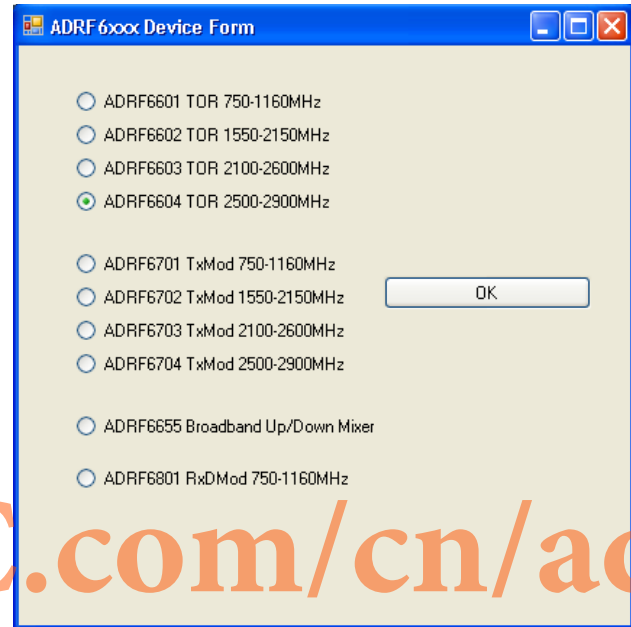 ADRF6xxx Device Form
ADRF6601 TOR 750-1160MHz
ADRF6602 TOR 1550-2150MHz
ADRF6603 TOR 2100-2600MHz
ADRF6604 TOR 2500-2900MHz
ADRF6701 TxMod 750-1160MHz
OK
ADRF6702 TxMod 1550-2150MHz
ADRF6703 TxMod 2100-2600MHz
ADRF6704 TxMod 2500-2900MHz
ADRF6655 Broadband Up/Down Mixer
ADRF6801 RxDMod 750-1160MHz
.com/cn/